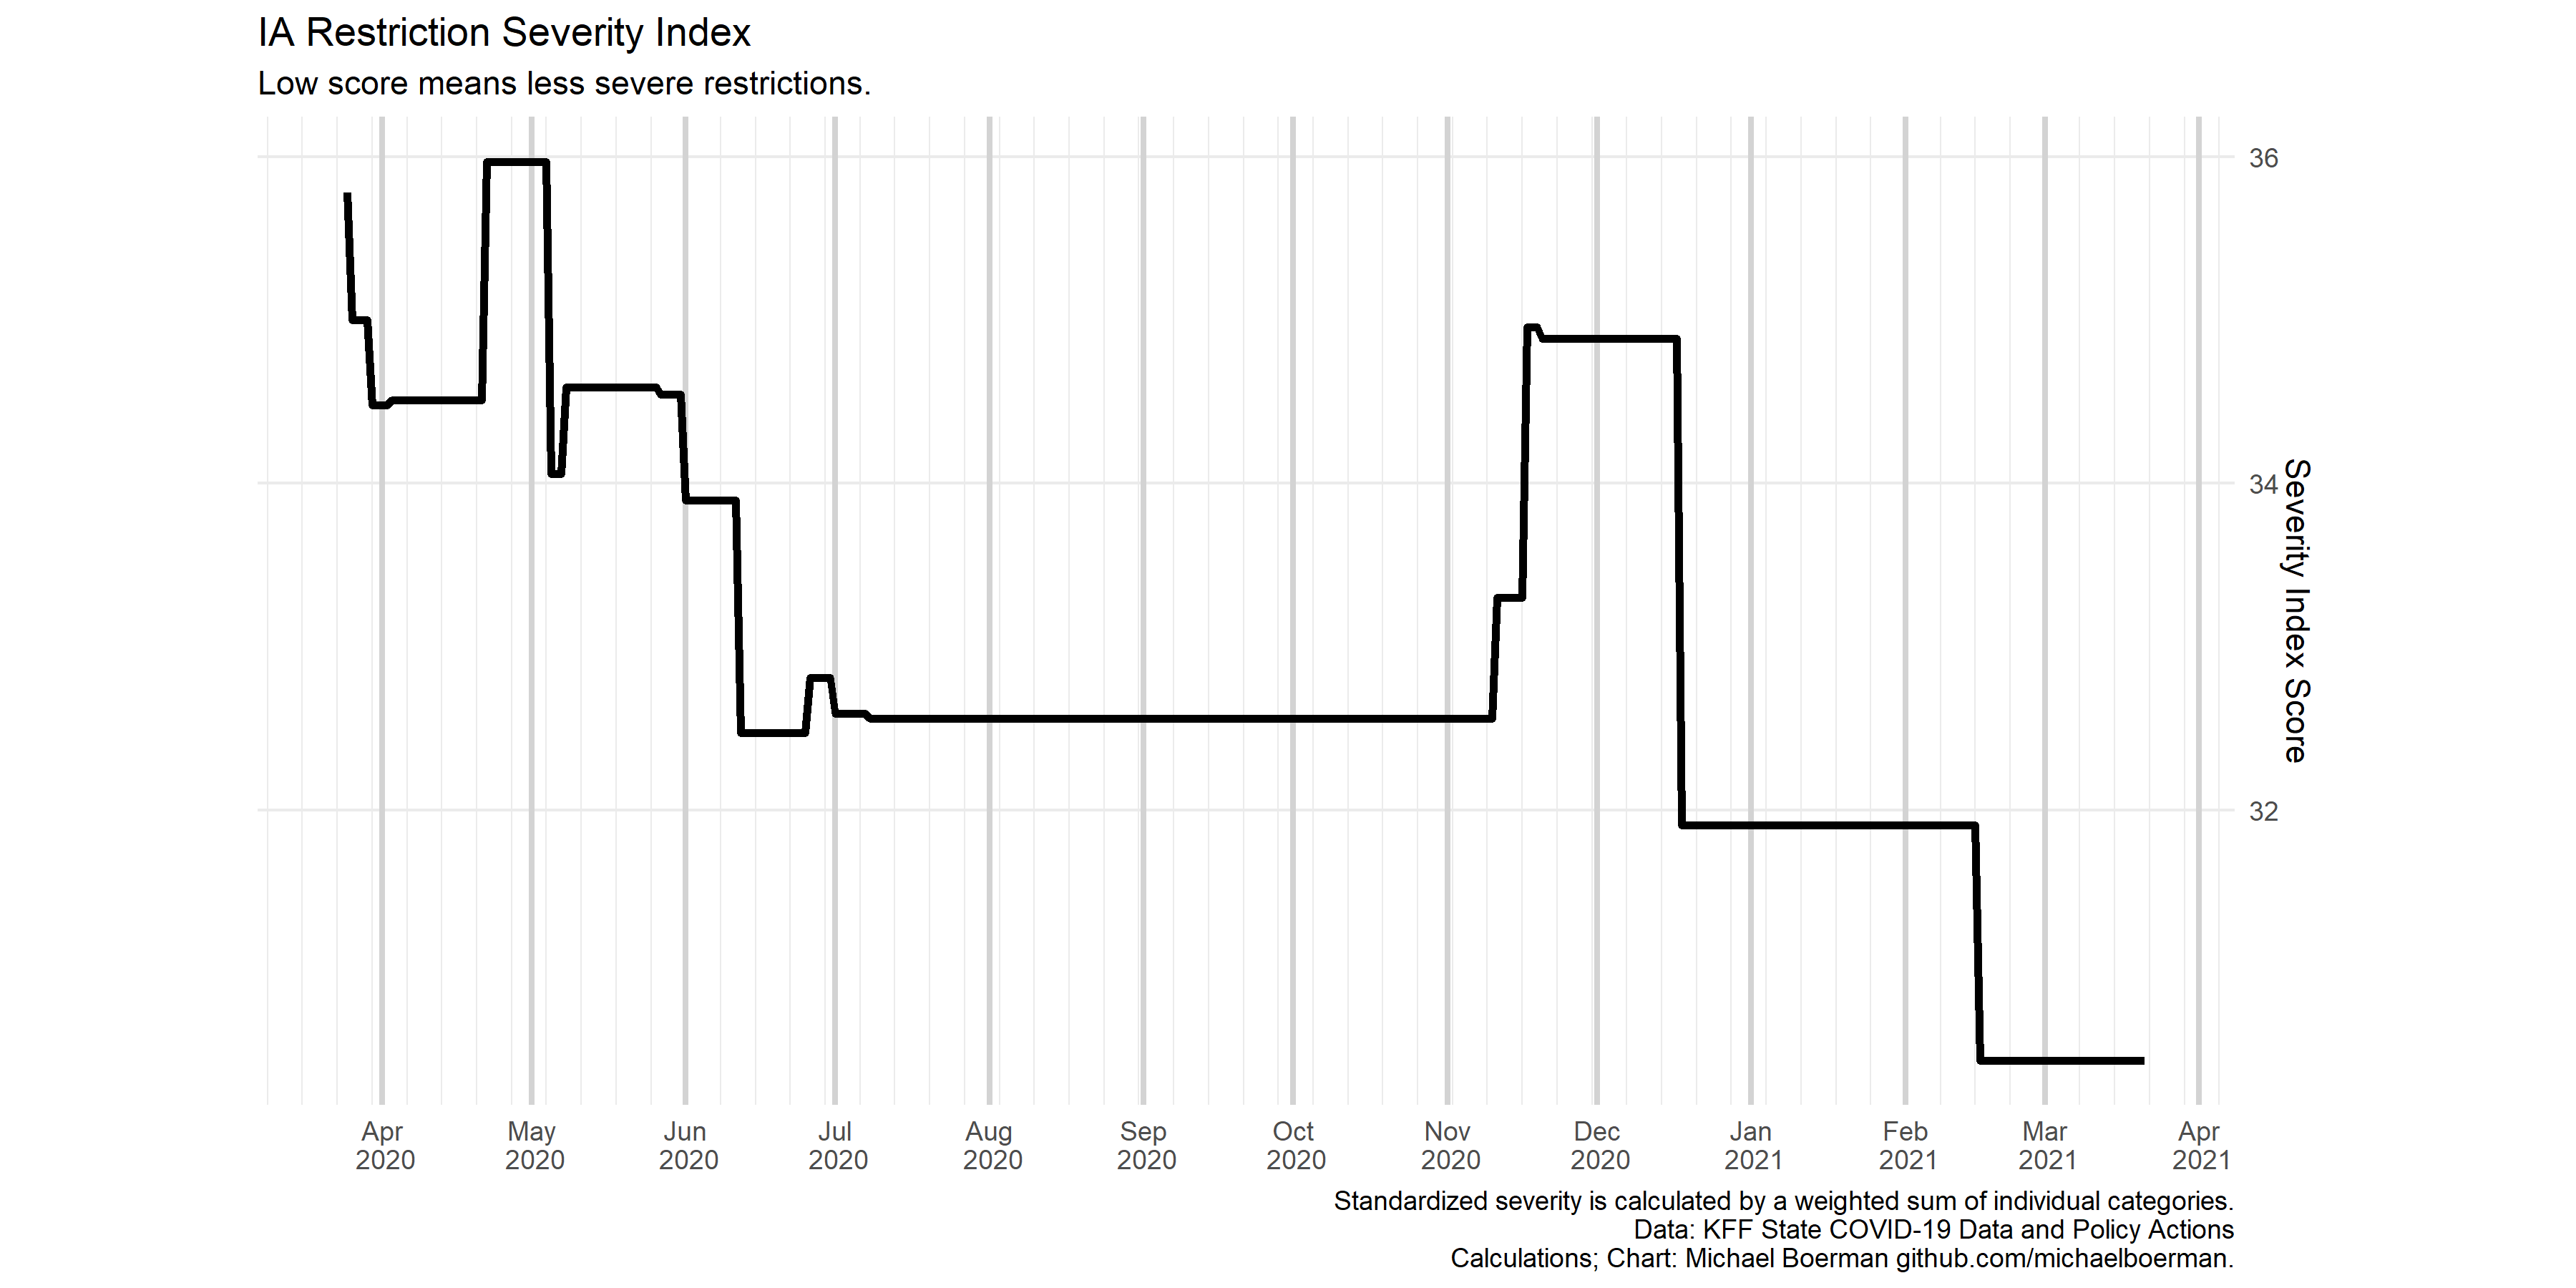 IA Restriction Severity Index
Low score means less severe restrictions.
36
34
32
Severity Index Score
Apr 2020
May 2020
Jun 2020
Jul 2020
Aug 2020
Sep 2020
Oct 2020
Nov 2020
Dec 2020
Jan 2021
Feb 2021
Mar 2021
Apr 2021
Standardized severity is calculated by a weighted sum of individual categories.
Data: KFF State COVID-19 Data and Policy Actions
Calculations; Chart: Michael Boerman github.com/michaelboerman.